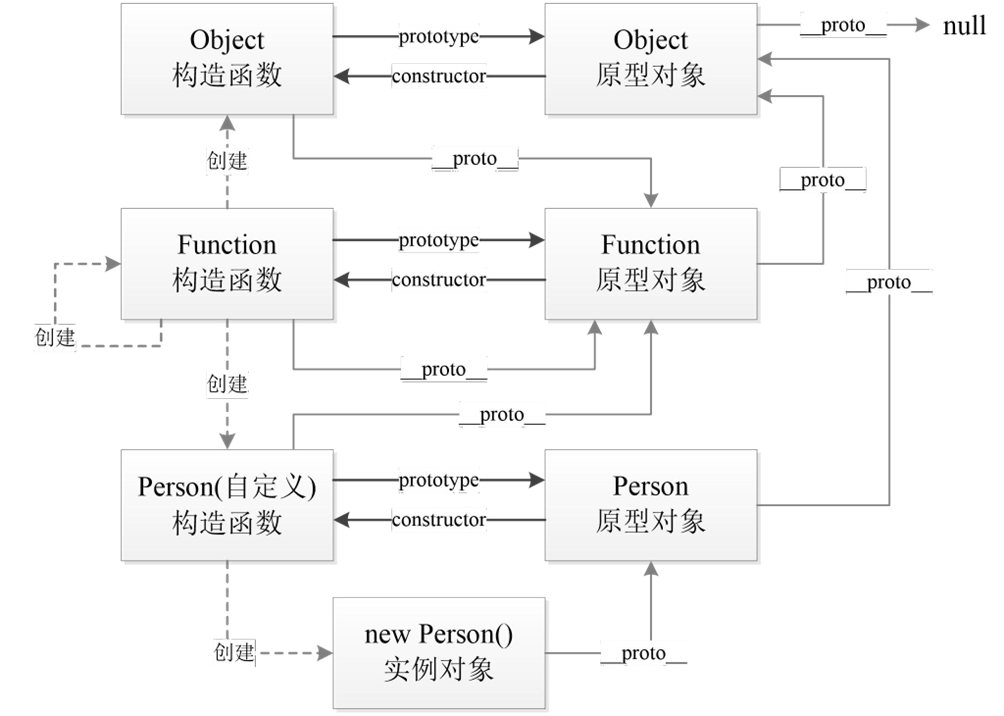 Object
构造函数
prototype
constructor
Object
原型对象
__proto__
null
创建
__proto__
__proto__
Function
构造函数
prototype
constructor
Function
原型对象
__proto__
创建
创建
__proto__
__proto__
Person(自定义)
构造函数
prototype
constructor
Person
原型对象
创建
new Person()
实例对象
__proto__